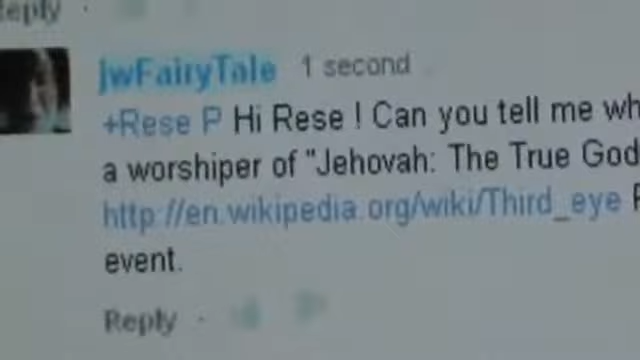 Reply
jwFairyTale 1 second
+Rese P Hi Rese ! Can you tell me
a worshiper of "Jehovah: The True God
http://en.wikipedia.org/wiki/Third_eye
event.
Reply ·